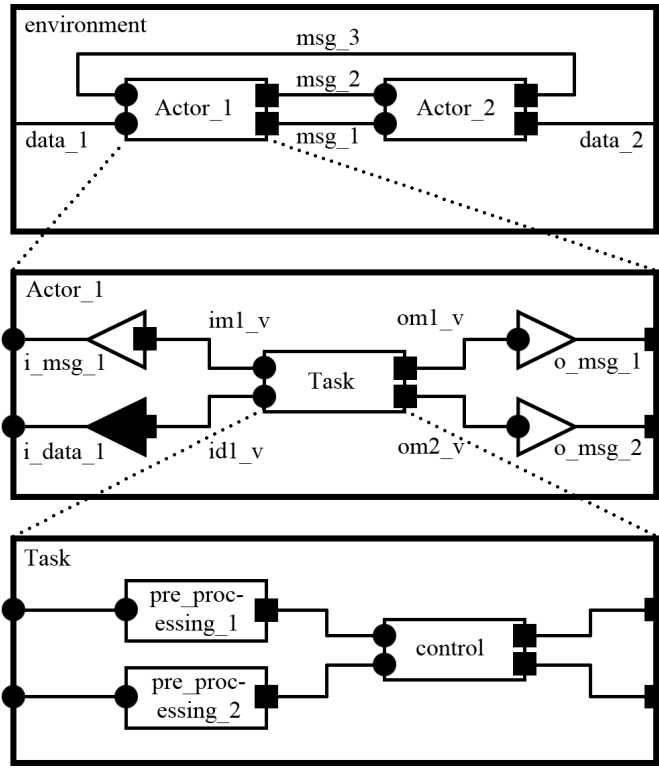 environment
msg_3
msg_2
Actor_1
Actor_2
data_1
msg_1
data_2
Actor_1
im1_v
om1_v
i_msg_1
Task
o_msg_1
i_data_1
id1_v
om2_v
o_msg_2
Task
pre_proc-
essing_1
control
pre_proc-
essing_2